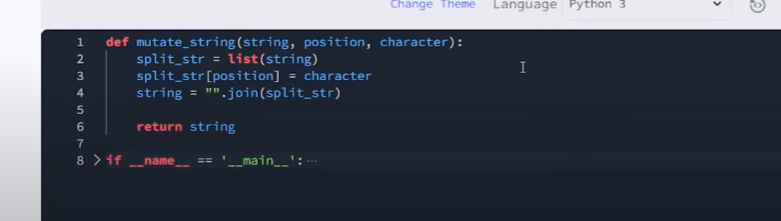 Change Theme Language Python 3
1 def mutate_string(string, position, character):
2 split_str = list(string)
3 split_str[position] = character
4 string = "".join(split_str)
5
6 return string
7
8 if __name__ == '__main__': ...